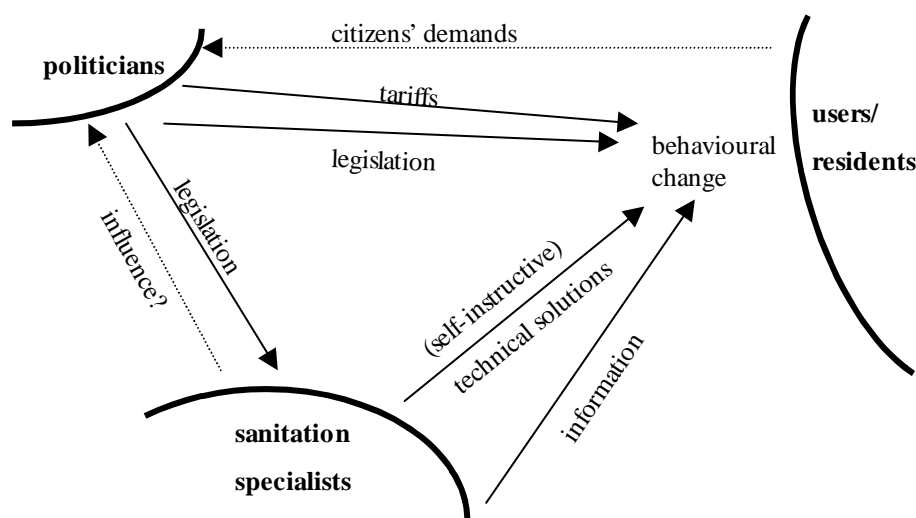 citizens’ demands
politicians
tariffs
users/
residents
legislation
behavioural
change
legislation
influence?
(self-instructive)
technical solutions
information
sanitation
specialists